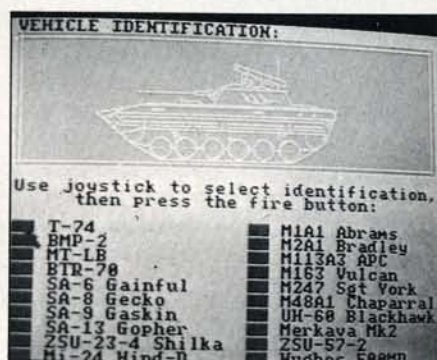 VEHICLE IDENTIFICATION:
Use joystick to select identification,
then press the fire button:
T-74
BMP-2
MT-LB
BTR-70
SA-6 Gainful
SA-8 Gecko
SA-9 Gaskin
SA-13 Gopher
ZSU-23-4 Shilka
Mi-24 Hind-D
M1A1 Abrams
M2A1 Bradley
M113A3 APC
M163 Vulcan
M247 Sgt York
M48A1 Chaparral
UH-60 Blackhawk
Merkava Mk2
ZSU-57-2
Hughes 500MD